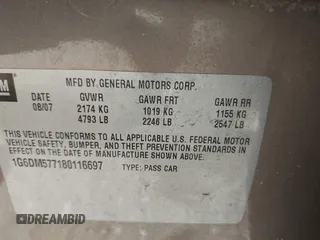 GM
MFD BY GENERAL MOTORS CORP.
DATE GVWR GAWR FRT GAWR RR
08/07 2174 KG 1019 KG 1155 KG
4793 LB 2246 LB 2547 LB
THIS VEHICLE CONFORMS TO ALL APPLICABLE U.S. FEDERAL MOTOR
VEHICLE SAFETY, BUMPER, AND THEFT PREVENTION STANDARDS IN
EFFECT ON THE DATE OF MANUFACTURE SHOWN ABOVE.
1G6DM577180116697 TYPE: PASS CAR
AUTOBIDMASTER